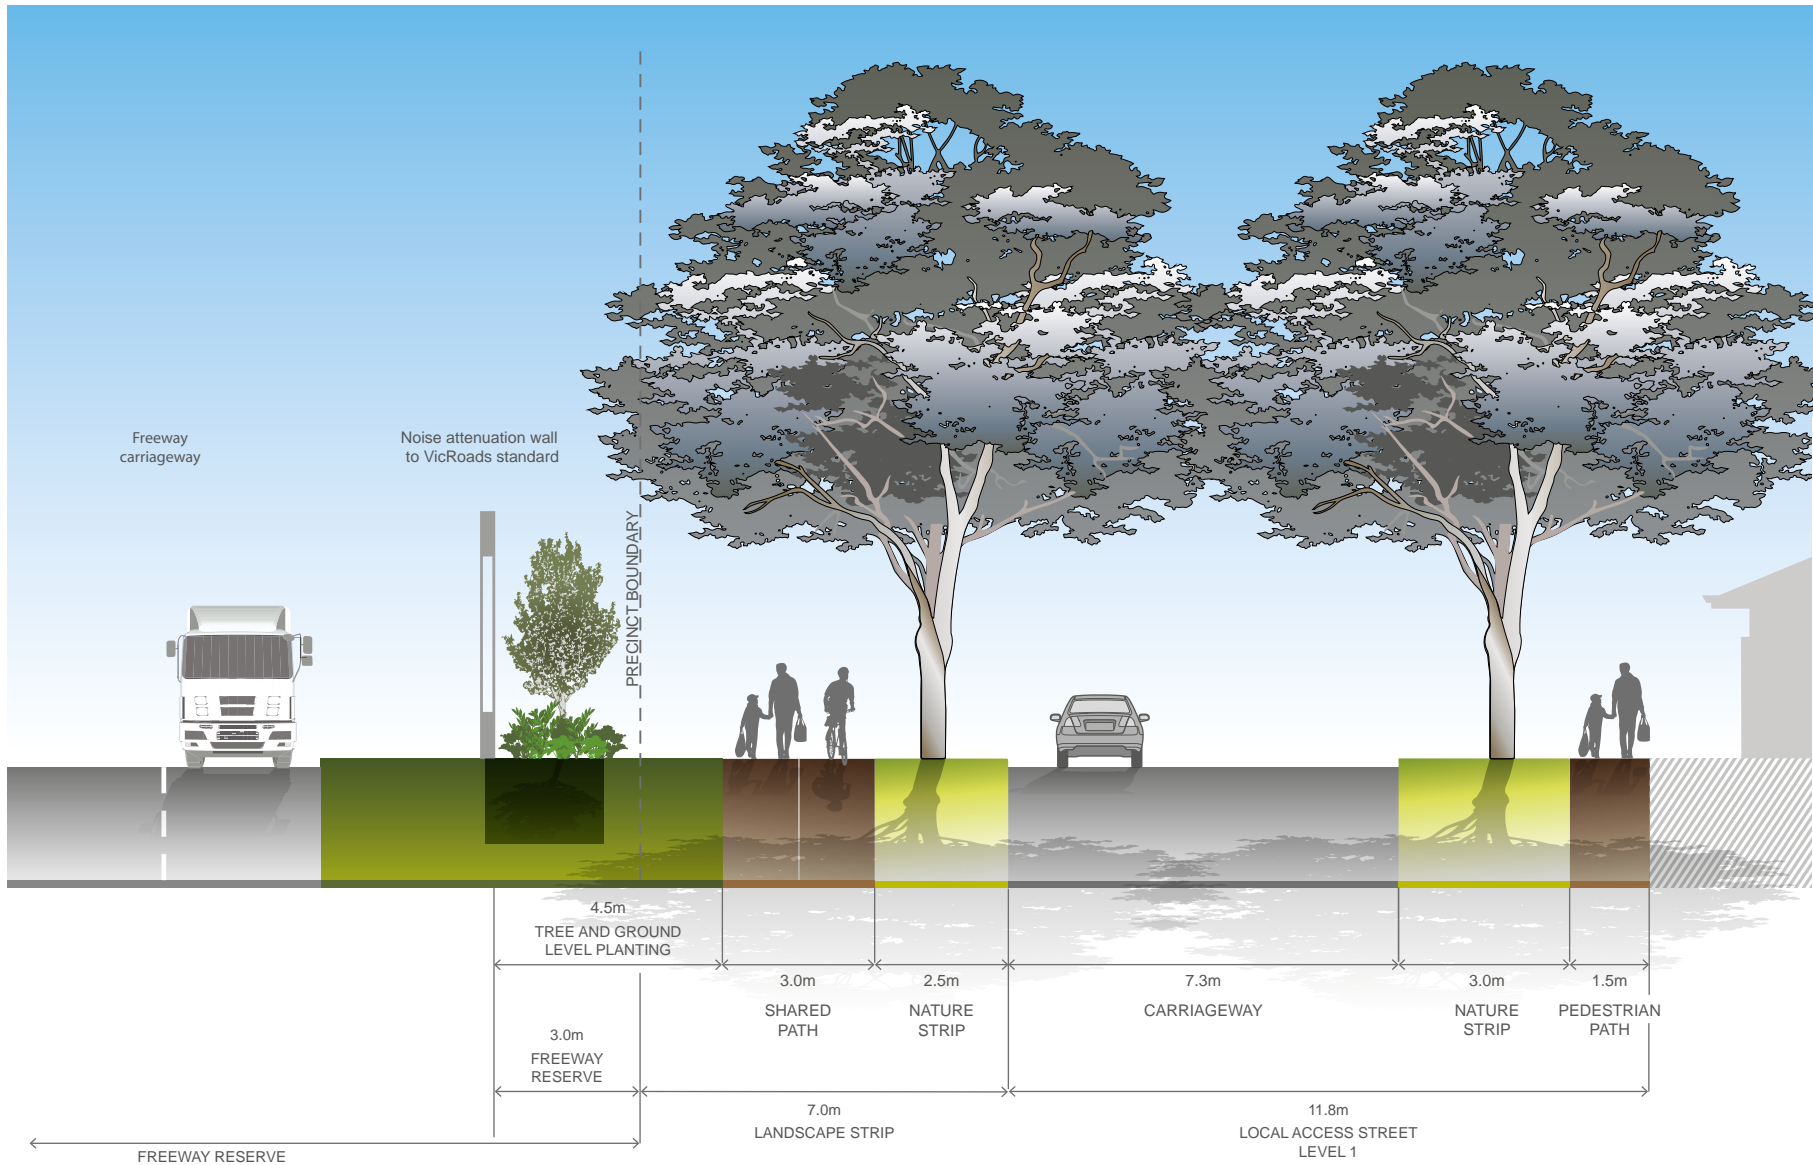 Freeway
carriageway
Noise attenuation wall
to VicRoads standard
PRECINCT BOUNDARY
4.5m
TREE AND GROUND
LEVEL PLANTING
3.0m
SHARED
PATH
2.5m
NATURE
STRIP
7.3m
CARRIAGEWAY
3.0m
NATURE
STRIP
1.5m
PEDESTRIAN
PATH
3.0m
FREEWAY
RESERVE
7.0m
LANDSCAPE STRIP
11.8m
LOCAL ACCESS STREET
LEVEL 1
FREEWAY RESERVE